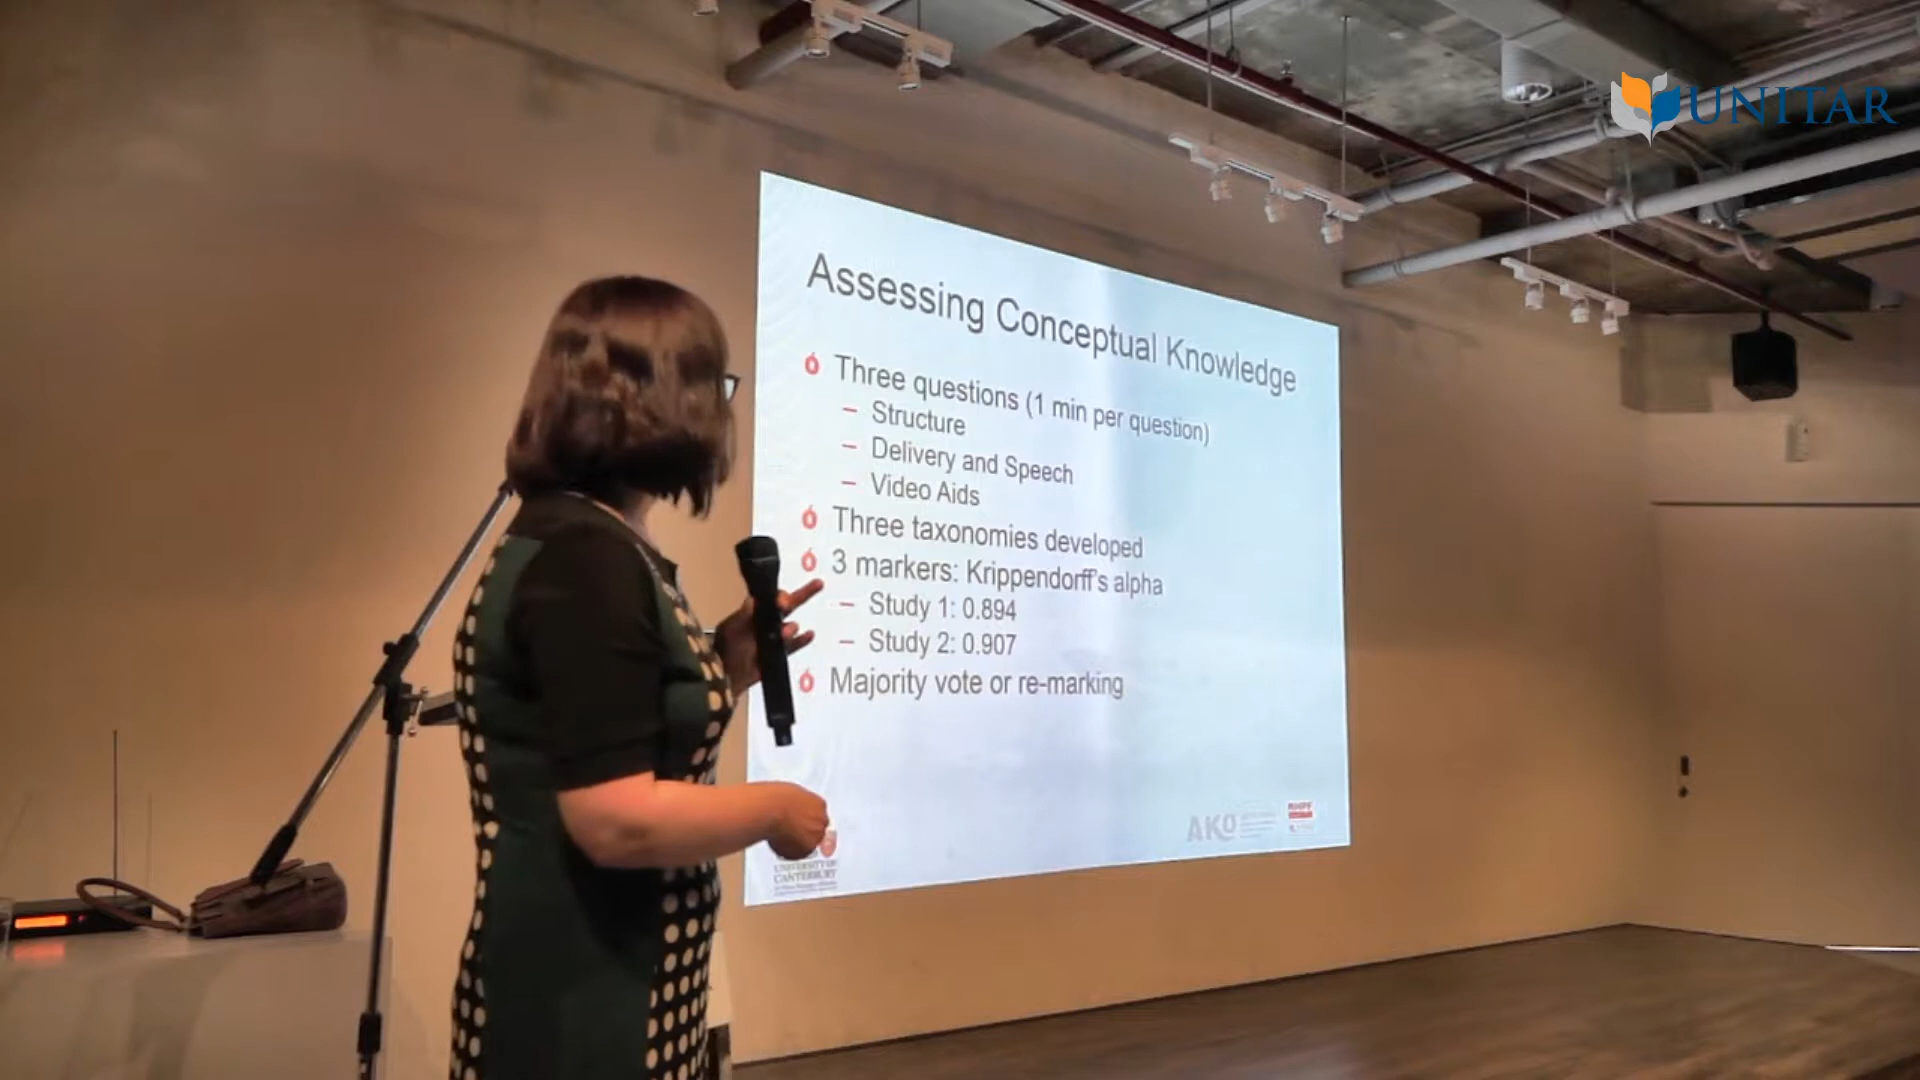 UNITAR
Assessing Conceptual Knowledge
Three questions (1 min per question)
– Structure
– Delivery and Speech
– Video Aids
Three taxonomies developed
3 markers: Krippendorff's alpha
– Study 1: 0.894
– Study 2: 0.907
Majority vote or re-marking
AKO
UNIVERSITY OF
CANTERBURY